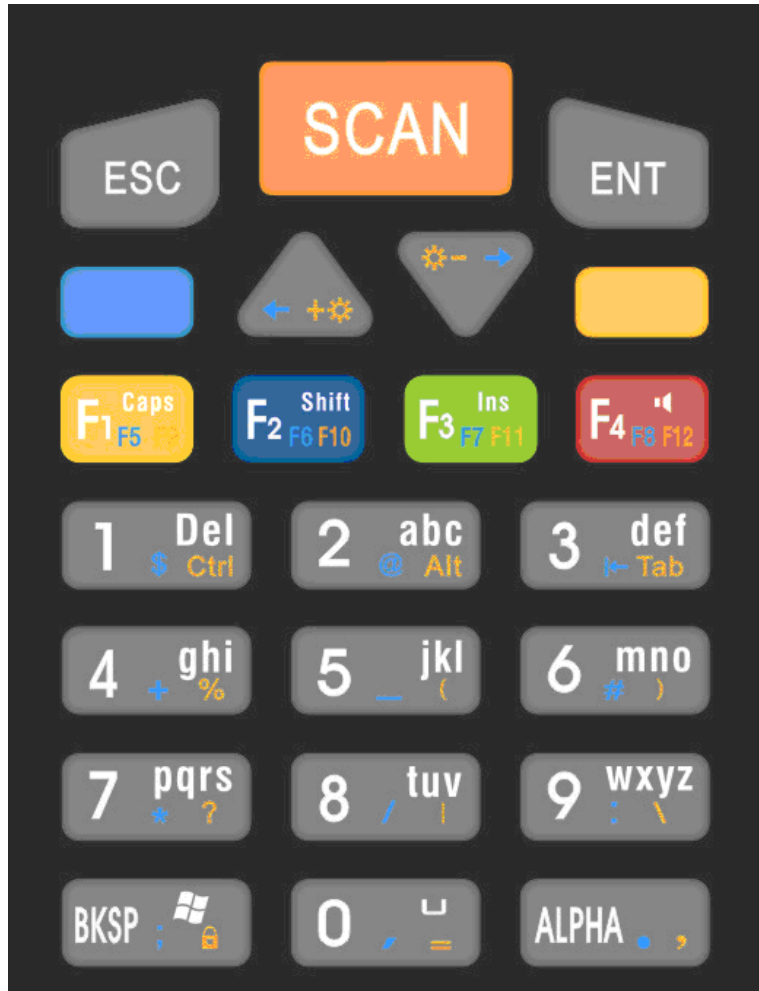 SCAN
ESC
ENT
← +
− →
F1 Caps F5 F9
F2 Shift F6 F10
F3 Ins F7 F11
F4 F8 F12
1 Del $ Ctrl
2 abc @ Alt
3 def |← Tab
4 ghi + %
5 jkl _ (
6 mno # )
7 pqrs * ?
8 tuv / |
9 wxyz : \
BKSP ;
0 ␣ ' =
ALPHA . ,